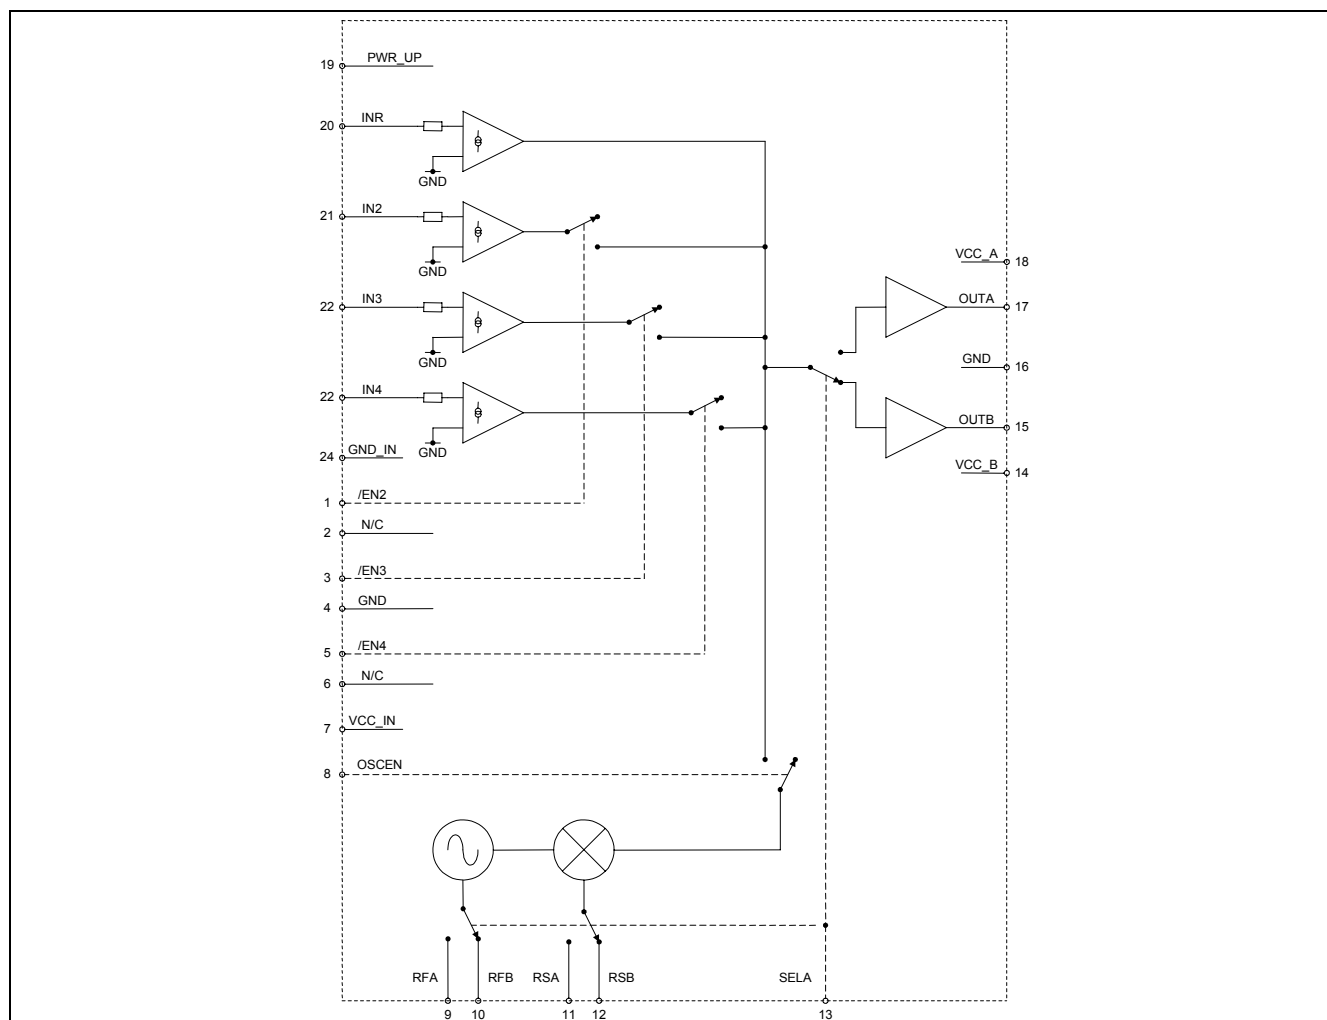 19 PWR_UP
20 INR
GND
21 IN2
GND
22 IN3
GND
22 IN4
GND
24 GND_IN
1 /EN2
2 N/C
3 /EN3
4 GND
5 /EN4
6 N/C
7 VCC_IN
8 OSCEN
VCC_A 18
OUTA 17
GND 16
OUTB 15
VCC_B 14
RFA RFB RSA RSB SELA
9 10 11 12 13